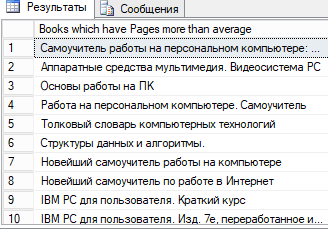 Результаты Сообщения
Books which have Pages more than average
1 Самоучитель работы на персональном компьютере: ...
2 Аппаратные средства мультимедия. Видеосистема РС
3 Основы работы на ПК
4 Работа на персональном компьютере. Самоучитель
5 Толковый словарь компьютерных технологий
6 Структуры данных и алгоритмы.
7 Новейший самоучитель работы на компьютере
8 Новейший самоучитель по работе в Интернет
9 IBM PC для пользователя. Краткий курс
10 IBM PC для пользователя. Изд. 7е, переработанное и...